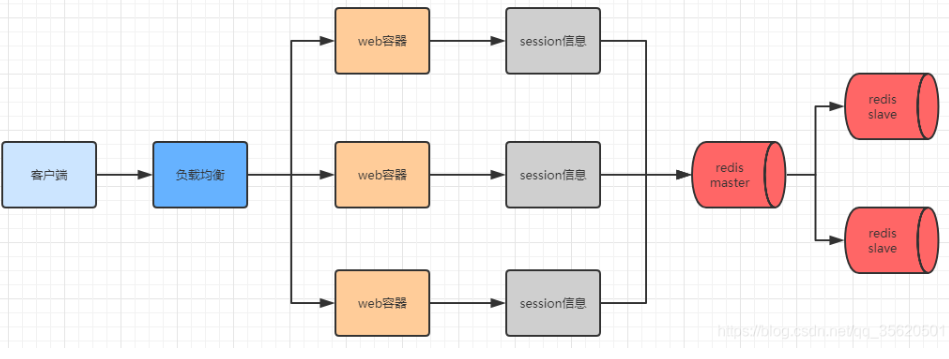 客户端
负载均衡
web容器
session信息
web容器
session信息
web容器
session信息
redis
master
redis
slave
redis
slave
https://blog.csdn.net/qq_35620501